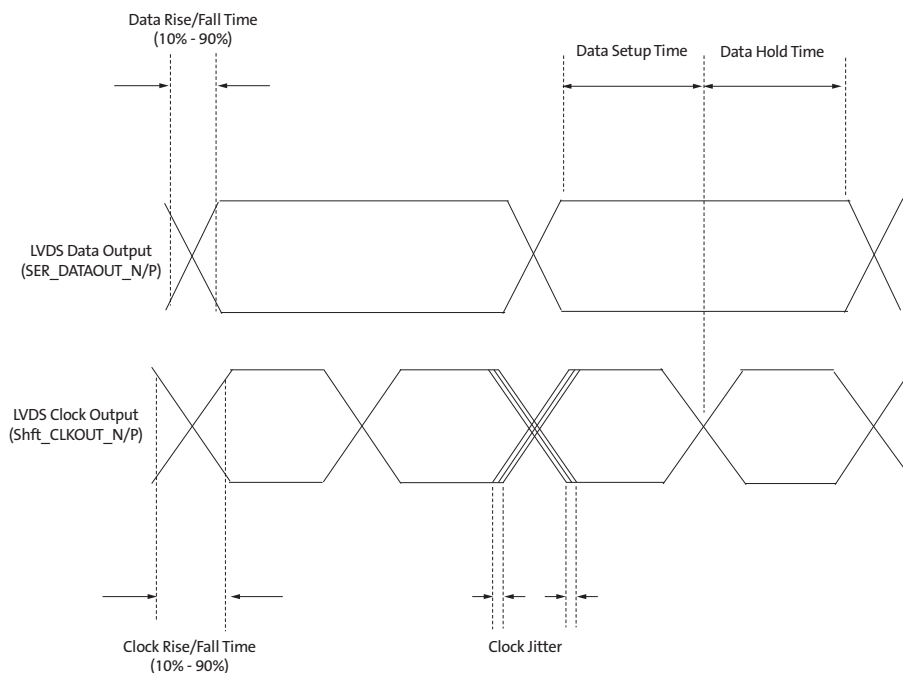 Data Rise/Fall Time
(10% - 90%)
Data Setup Time
Data Hold Time
LVDS Data Output
(SER_DATAOUT_N/P)
LVDS Clock Output
(Shft_CLKOUT_N/P)
Clock Rise/Fall Time
(10% - 90%)
Clock Jitter